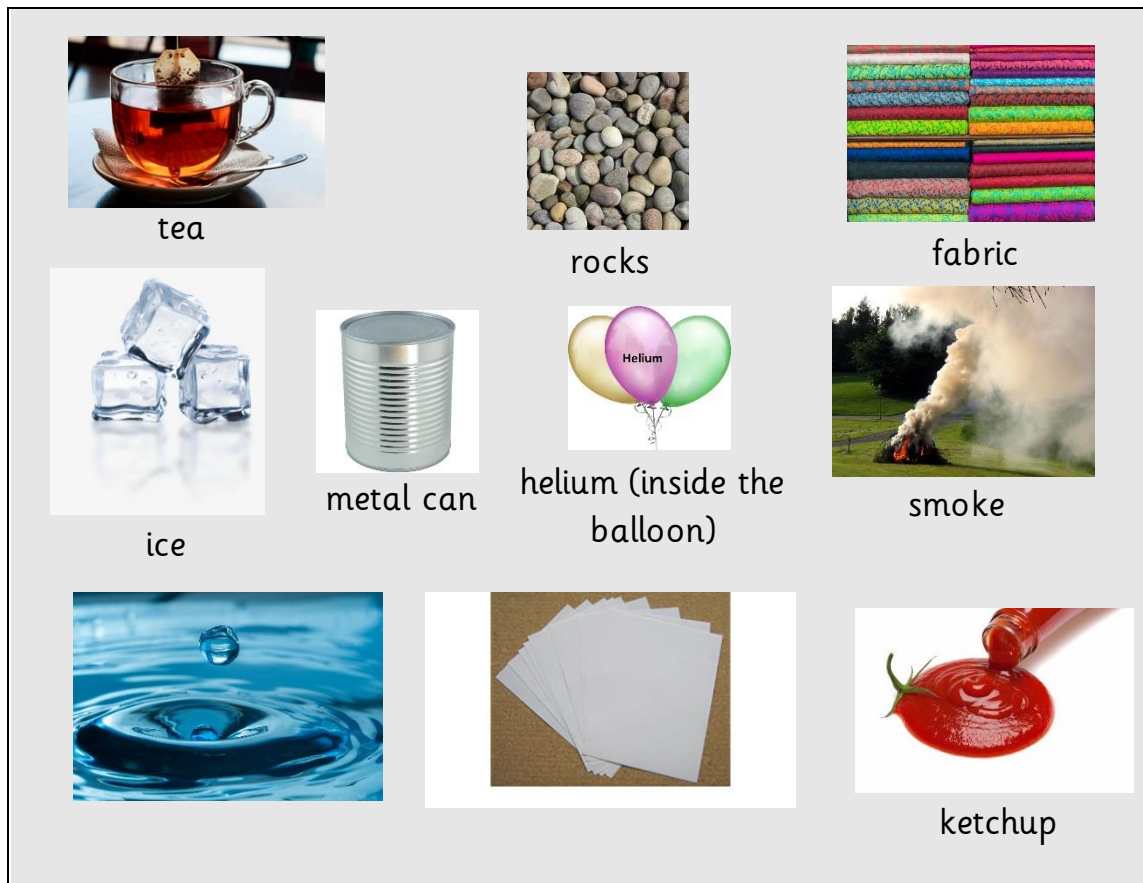 tea
rocks
fabric
Helium
ice
metal can
helium (inside the
balloon)
smoke
ketchup